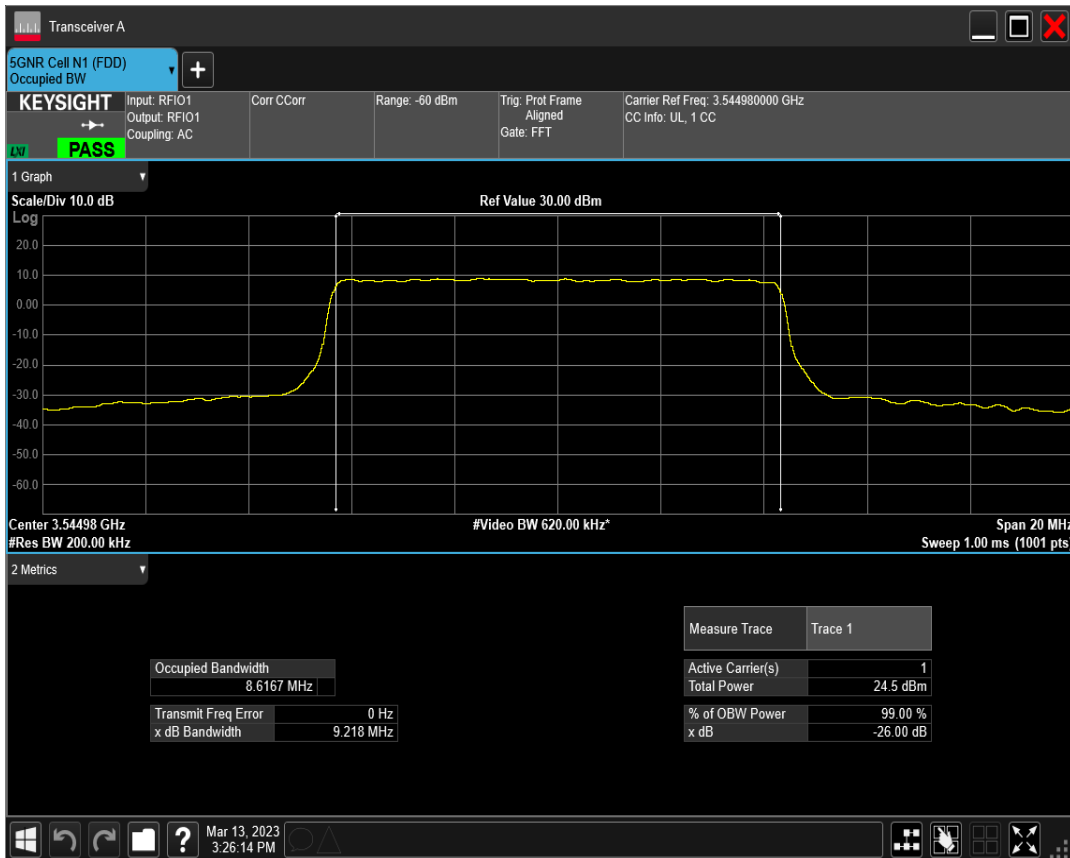 Transceiver A
5GNR Cell N1 (FDD)
Occupied BW
+
KEYSIGHT
LXI
PASS
Input: RFIO1
Output: RFIO1
Coupling: AC
Corr CCorr
Range: -60 dBm
Trig: Prot Frame
Aligned
Gate: FFT
Carrier Ref Freq: 3.544980000 GHz
CC Info: UL, 1 CC
1 Graph
Scale/Div 10.0 dB
Ref Value 30.00 dBm
Log
20.0
10.0
0.00
-10.0
-20.0
-30.0
-40.0
-50.0
-60.0
Center 3.54498 GHz
#Video BW 620.00 kHz*
Span 20 MHz
#Res BW 200.00 kHz
Sweep 1.00 ms (1001 pts)
2 Metrics
Measure Trace Trace 1
Occupied Bandwidth
8.6167 MHz
Active Carrier(s) 1
Total Power 24.5 dBm
Transmit Freq Error 0 Hz
x dB Bandwidth 9.218 MHz
% of OBW Power 99.00 %
x dB -26.00 dB
?
Mar 13, 2023
3:26:14 PM